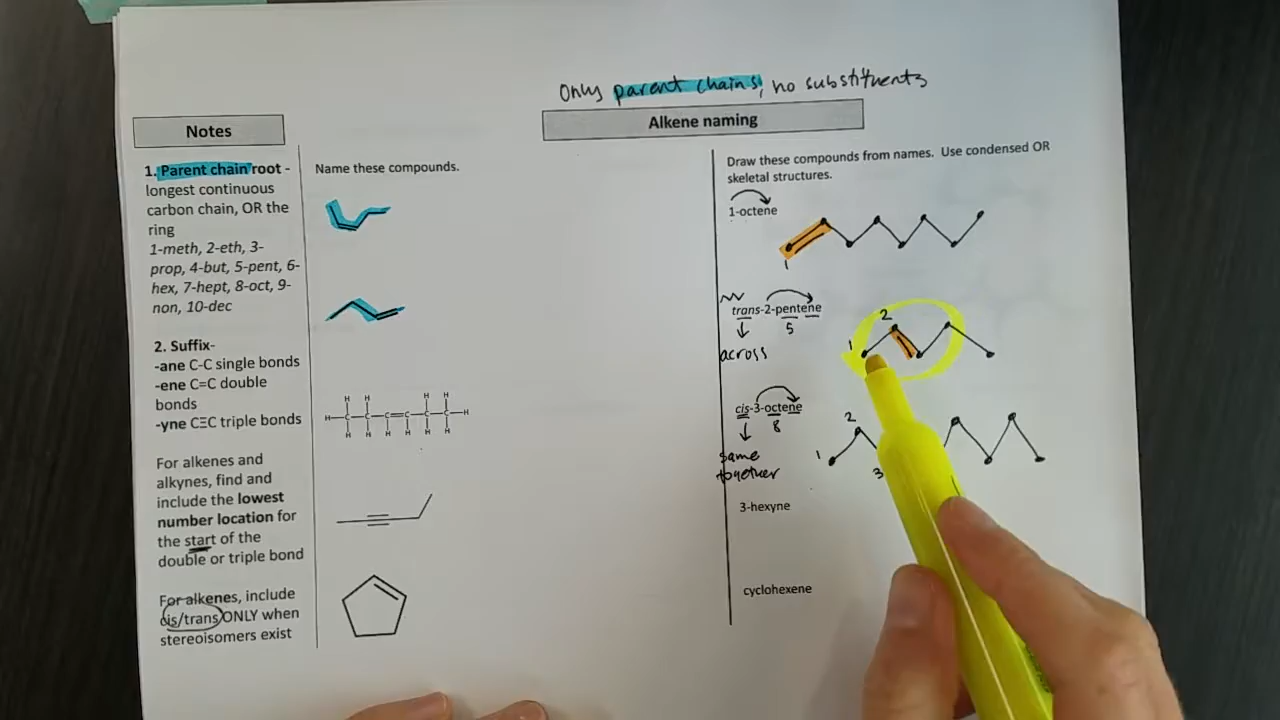 Only parent chains, no substituents
Alkene naming
Notes
1. Parent chain root -
longest continuous
carbon chain, OR the
ring
1-meth, 2-eth, 3-
prop, 4-but, 5-pent, 6-
hex, 7-hept, 8-oct, 9-
non, 10-dec
2. Suffix-
-ane C-C single bonds
-ene C=C double
bonds
-yne C≡C triple bonds
For alkenes and
alkynes, find and
include the lowest
number location for
the start of the
double or triple bond
For alkenes, include
cis/trans ONLY when
stereoisomers exist
Name these compounds.
H H H H
H C C C C C C H
H H H H H H
Draw these compounds from names. Use condensed OR
skeletal structures.
1-octene
1
trans-2-pentene
5
across
1 2
cis-3-octene
8
same
together
1 2 3
3-hexyne
cyclohexene